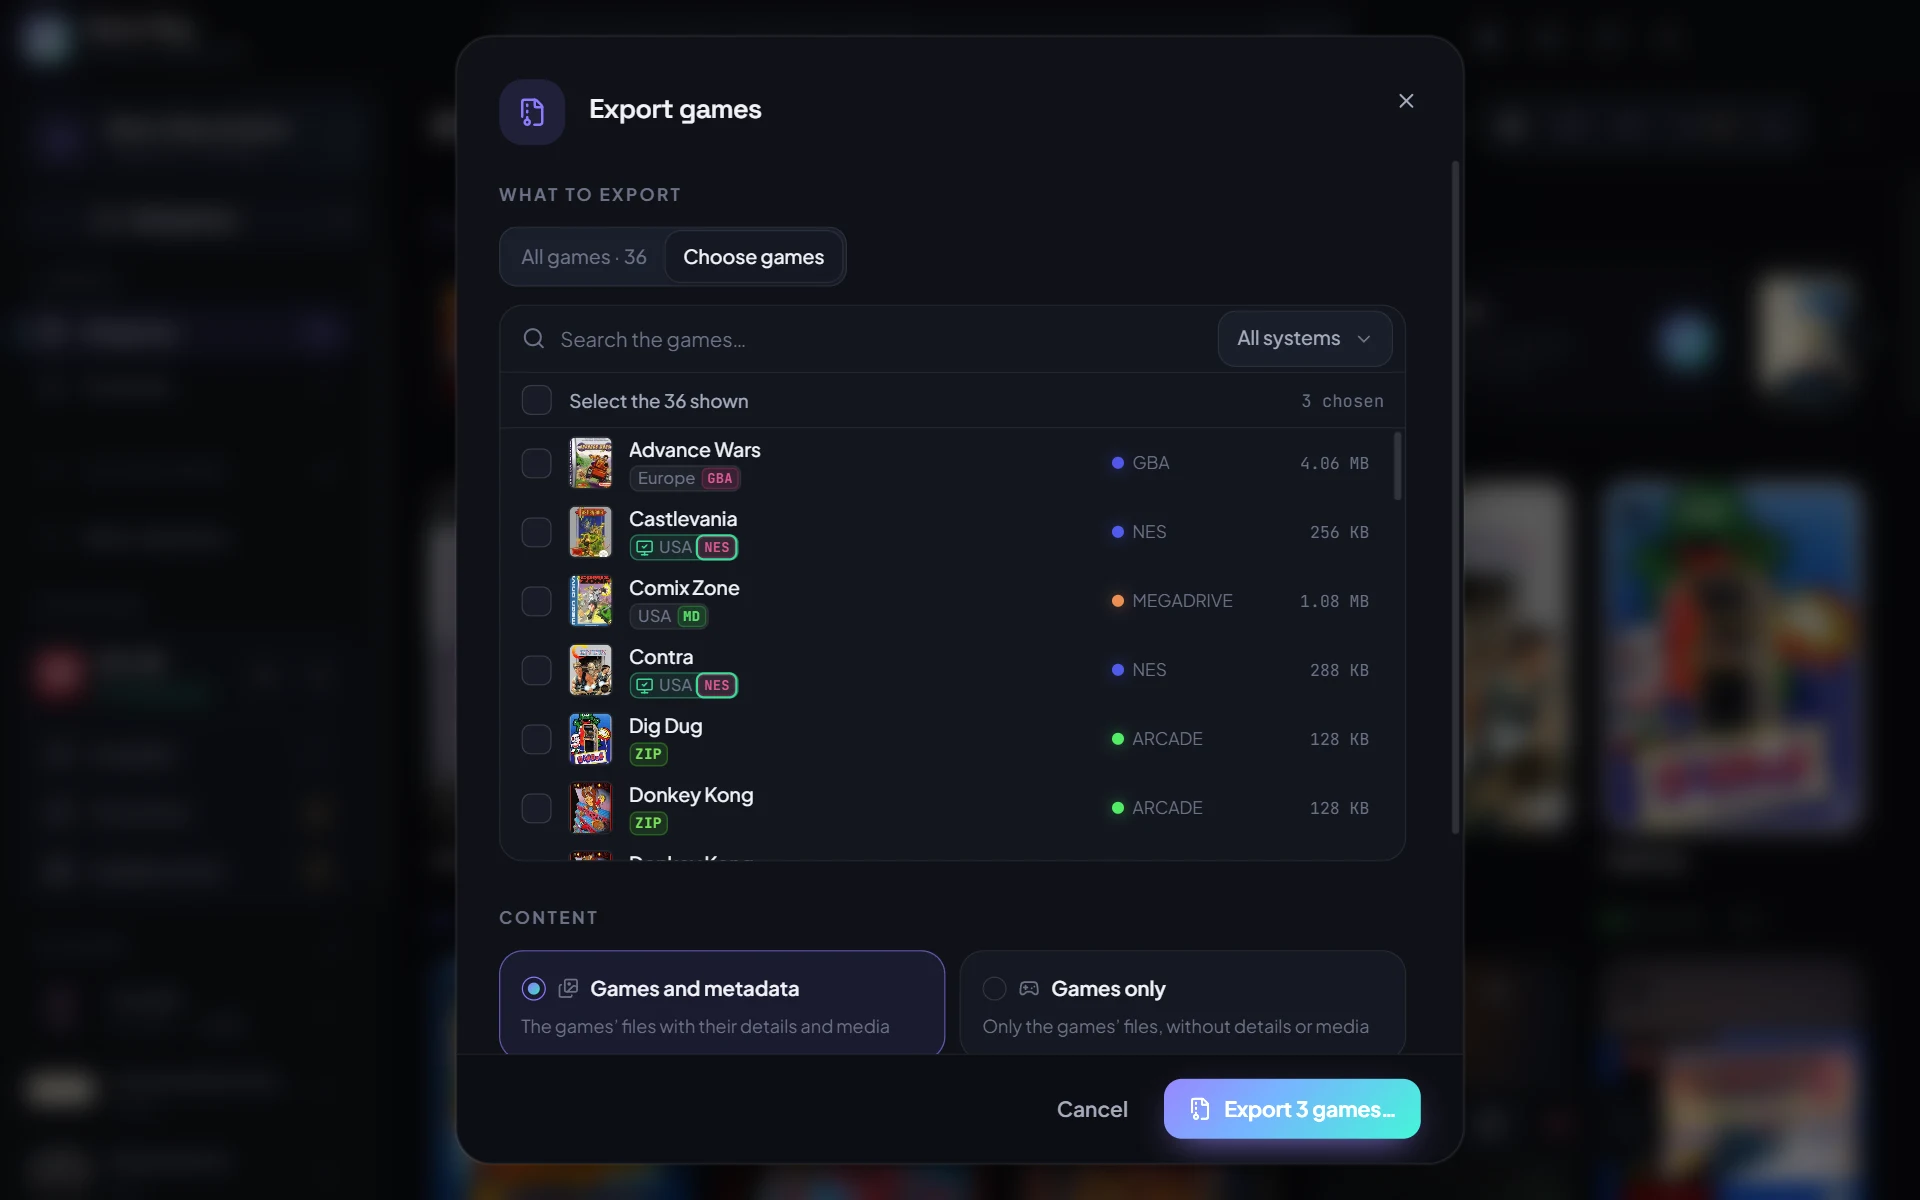 Export games
WHAT TO EXPORT
All games · 36
Choose games
Search the games...
All systems
Select the 36 shown
3 chosen
Advance Wars
Europe GBA
GBA
4.06 MB
Castlevania
USA NES
NES
256 KB
Comix Zone
USA MD
MEGADRIVE
1.08 MB
Contra
USA NES
NES
288 KB
Dig Dug
ZIP
ARCADE
128 KB
Donkey Kong
ZIP
ARCADE
128 KB
Donkey Kong
CONTENT
Games and metadata
The games' files with their details and media
Games only
Only the games' files, without details or media
Cancel
Export 3 games...